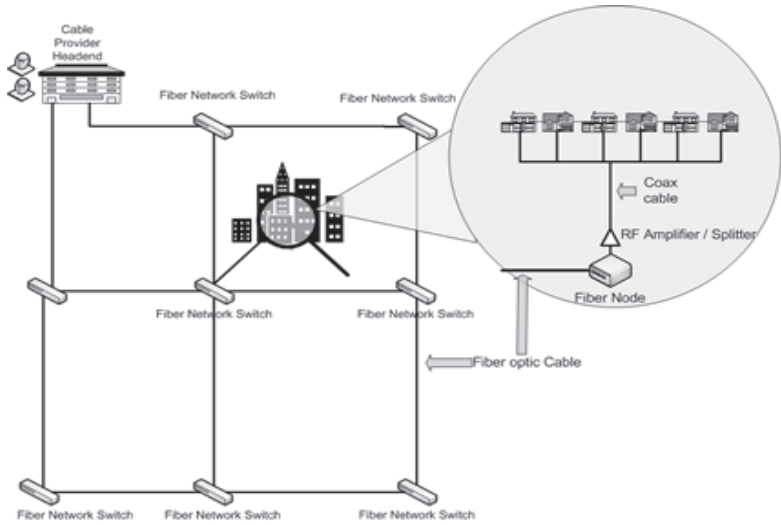 Cable
Provider
Headend
Fiber Network Switch
Fiber Network Switch
Coax
cable
RF Amplifier / Splitter
Fiber Node
Fiber Network Switch
Fiber Network Switch
Fiber optic Cable
Fiber Network Switch
Fiber Network Switch
Fiber Network Switch